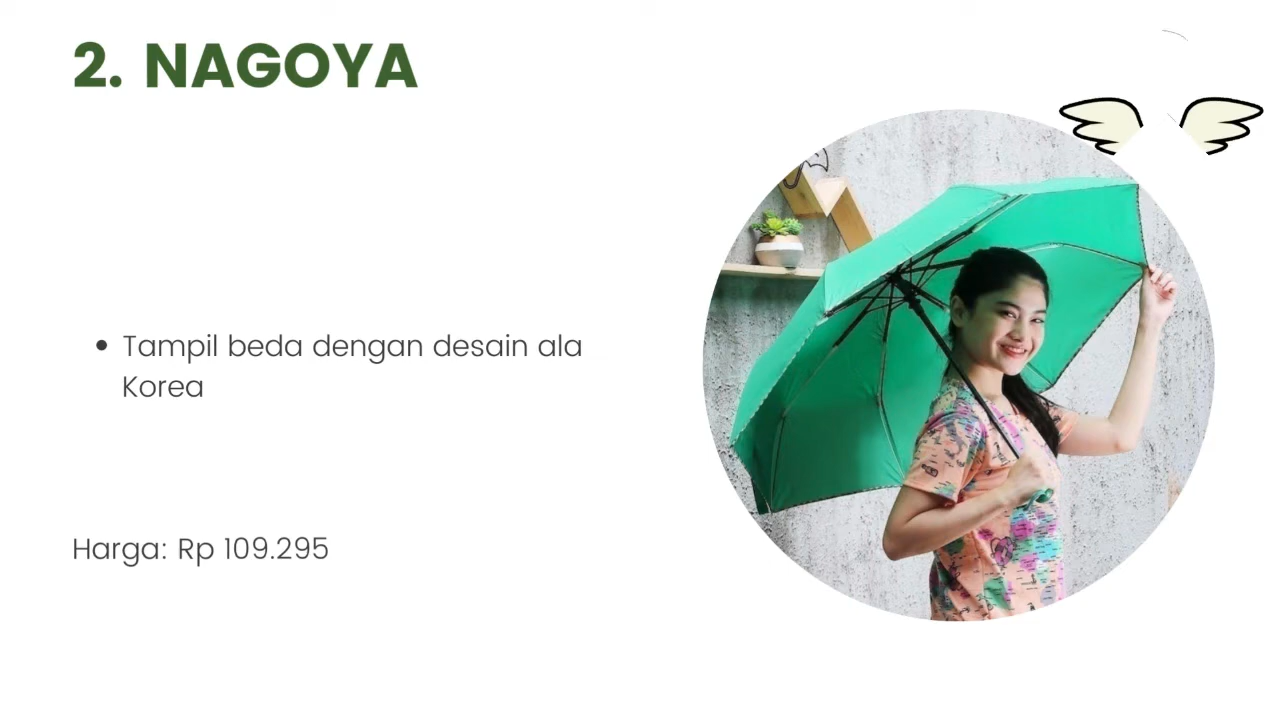 2. NAGOYA
• Tampil beda dengan desain ala
Korea
Harga: Rp 109.295